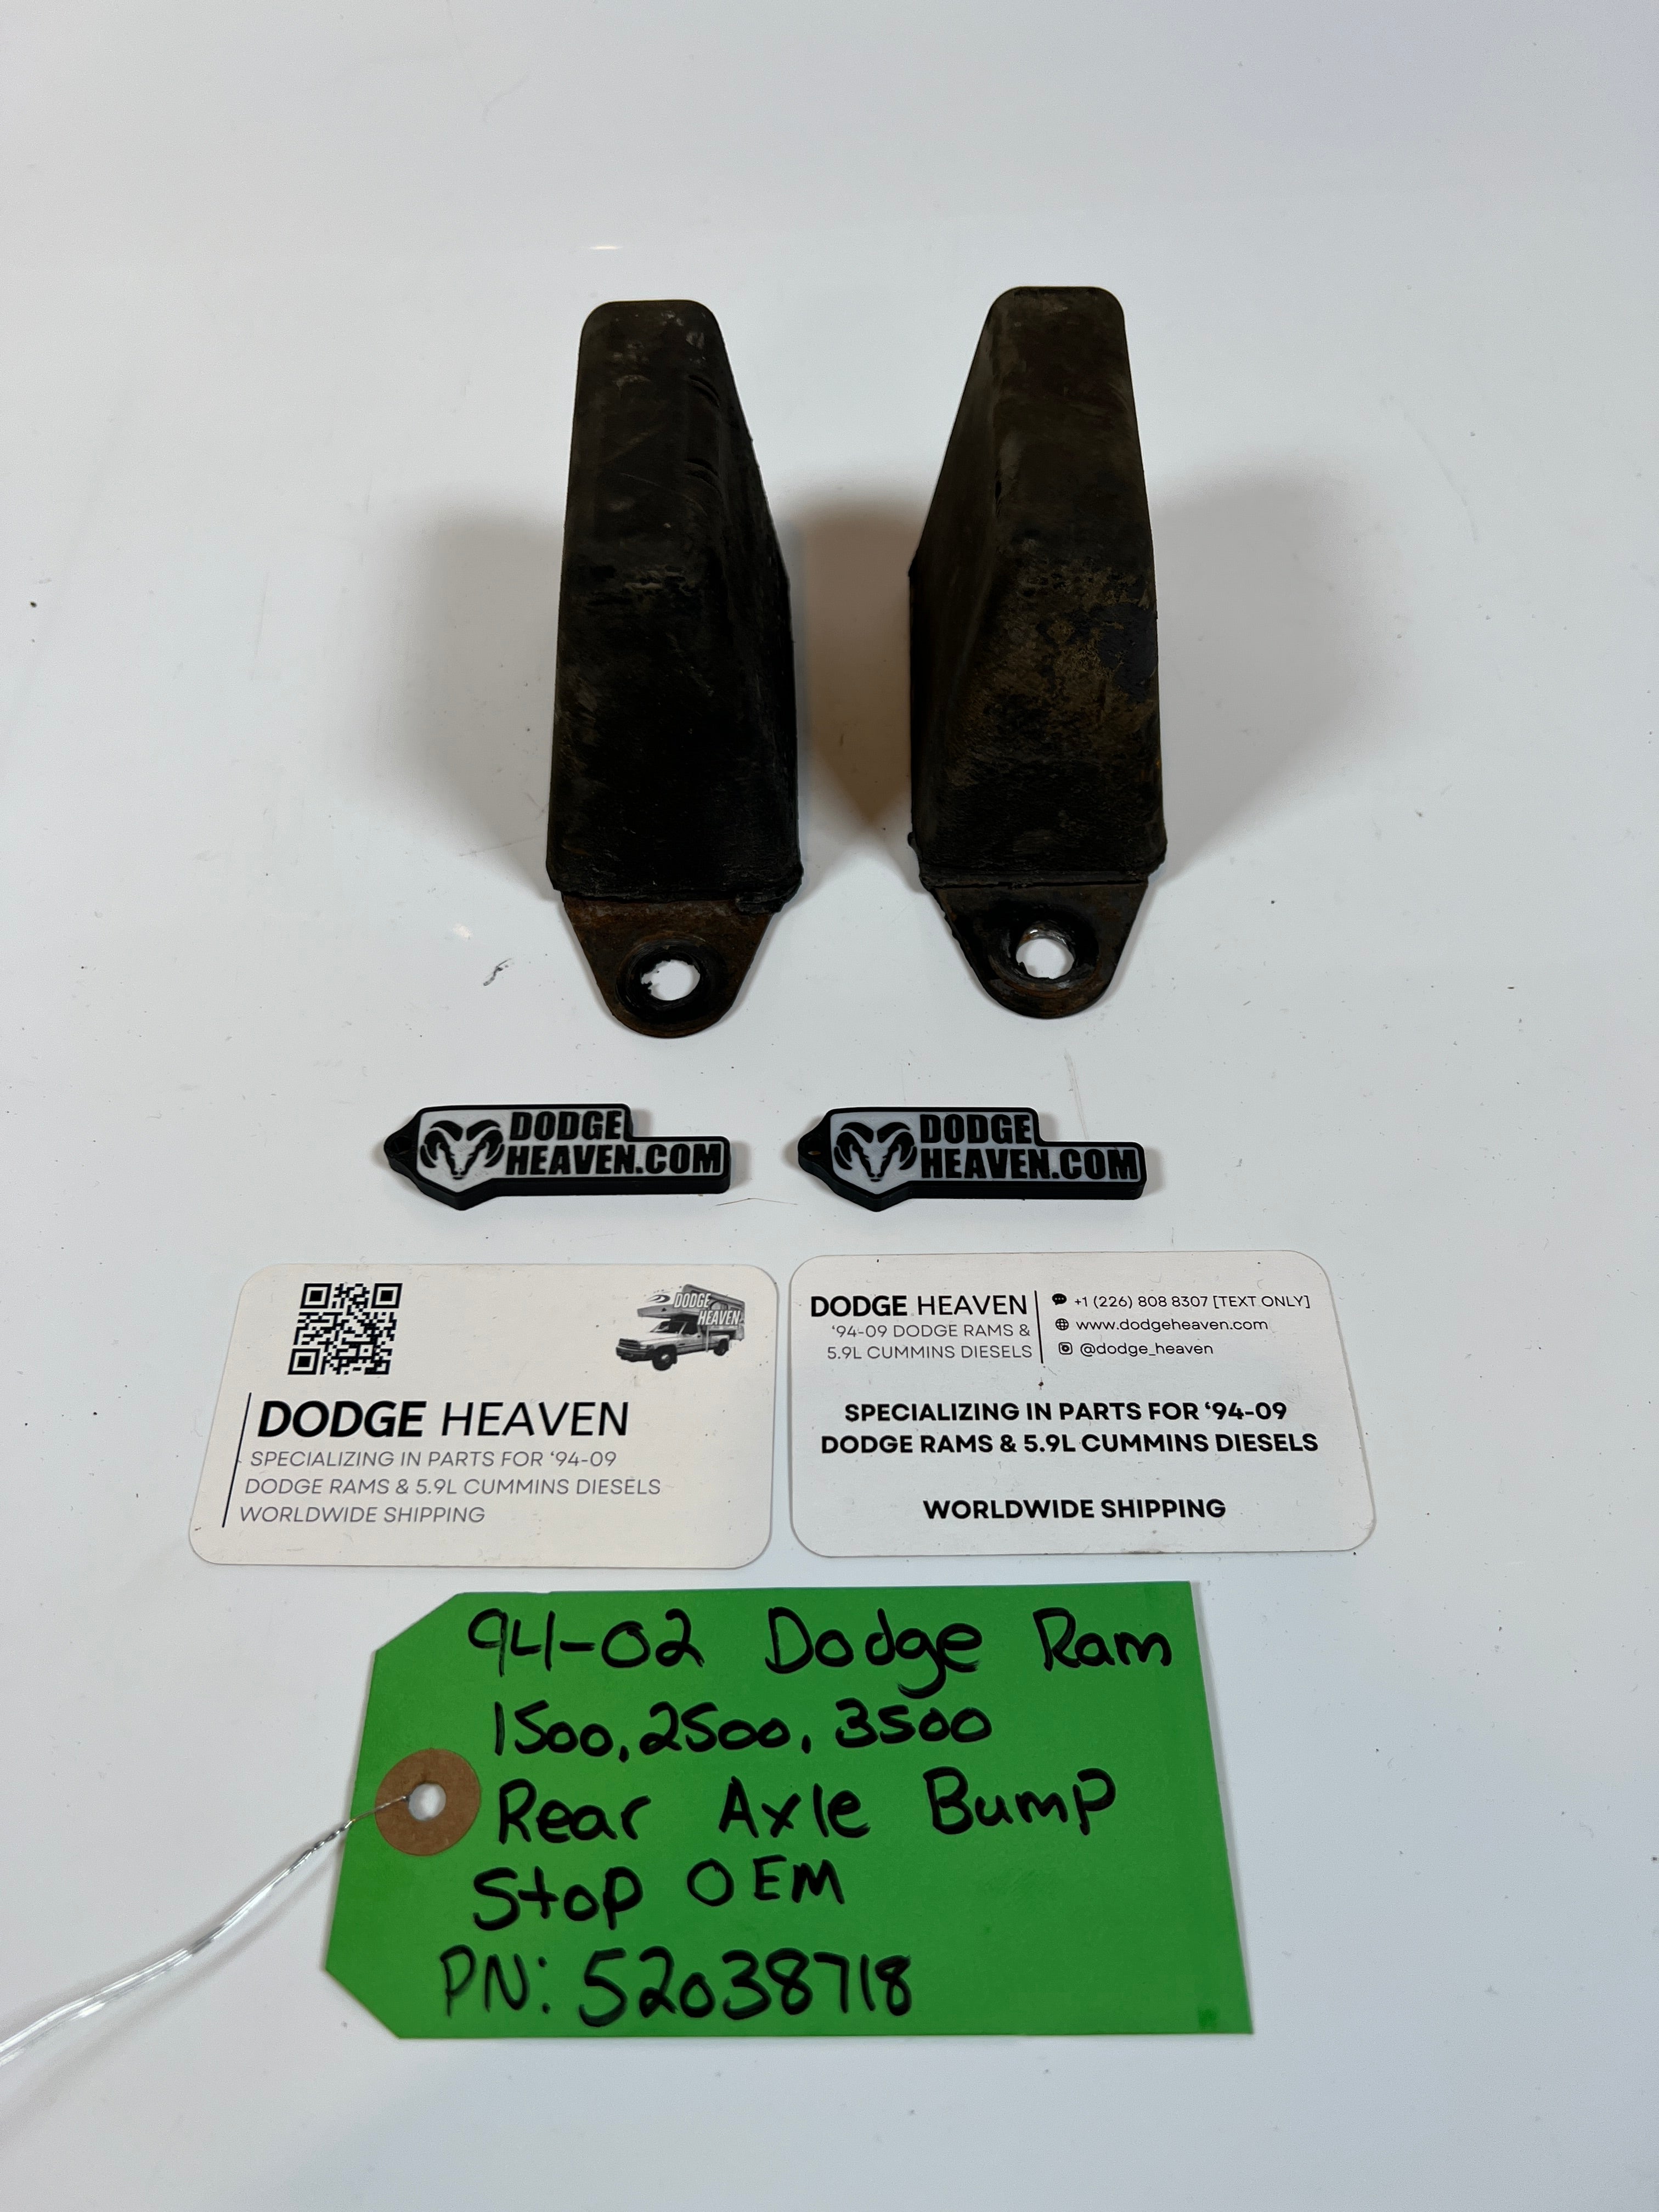 DODGE
HEAVEN.COM
DODGE
HEAVEN.COM
DODGE
HEAVEN
DODGE HEAVEN
SPECIALIZING IN PARTS FOR ‘94-09
DODGE RAMS & 5.9L CUMMINS DIESELS
WORLDWIDE SHIPPING
DODGE HEAVEN
‘94-09 DODGE RAMS &
5.9L CUMMINS DIESELS
+1 (226) 808 8307 [TEXT ONLY]
www.dodgeheaven.com
@dodge_heaven
SPECIALIZING IN PARTS FOR ‘94-09
DODGE RAMS & 5.9L CUMMINS DIESELS
WORLDWIDE SHIPPING
94-02 Dodge Ram
1500, 2500, 3500
Rear Axle Bump
Stop OEM
PN: 52038718